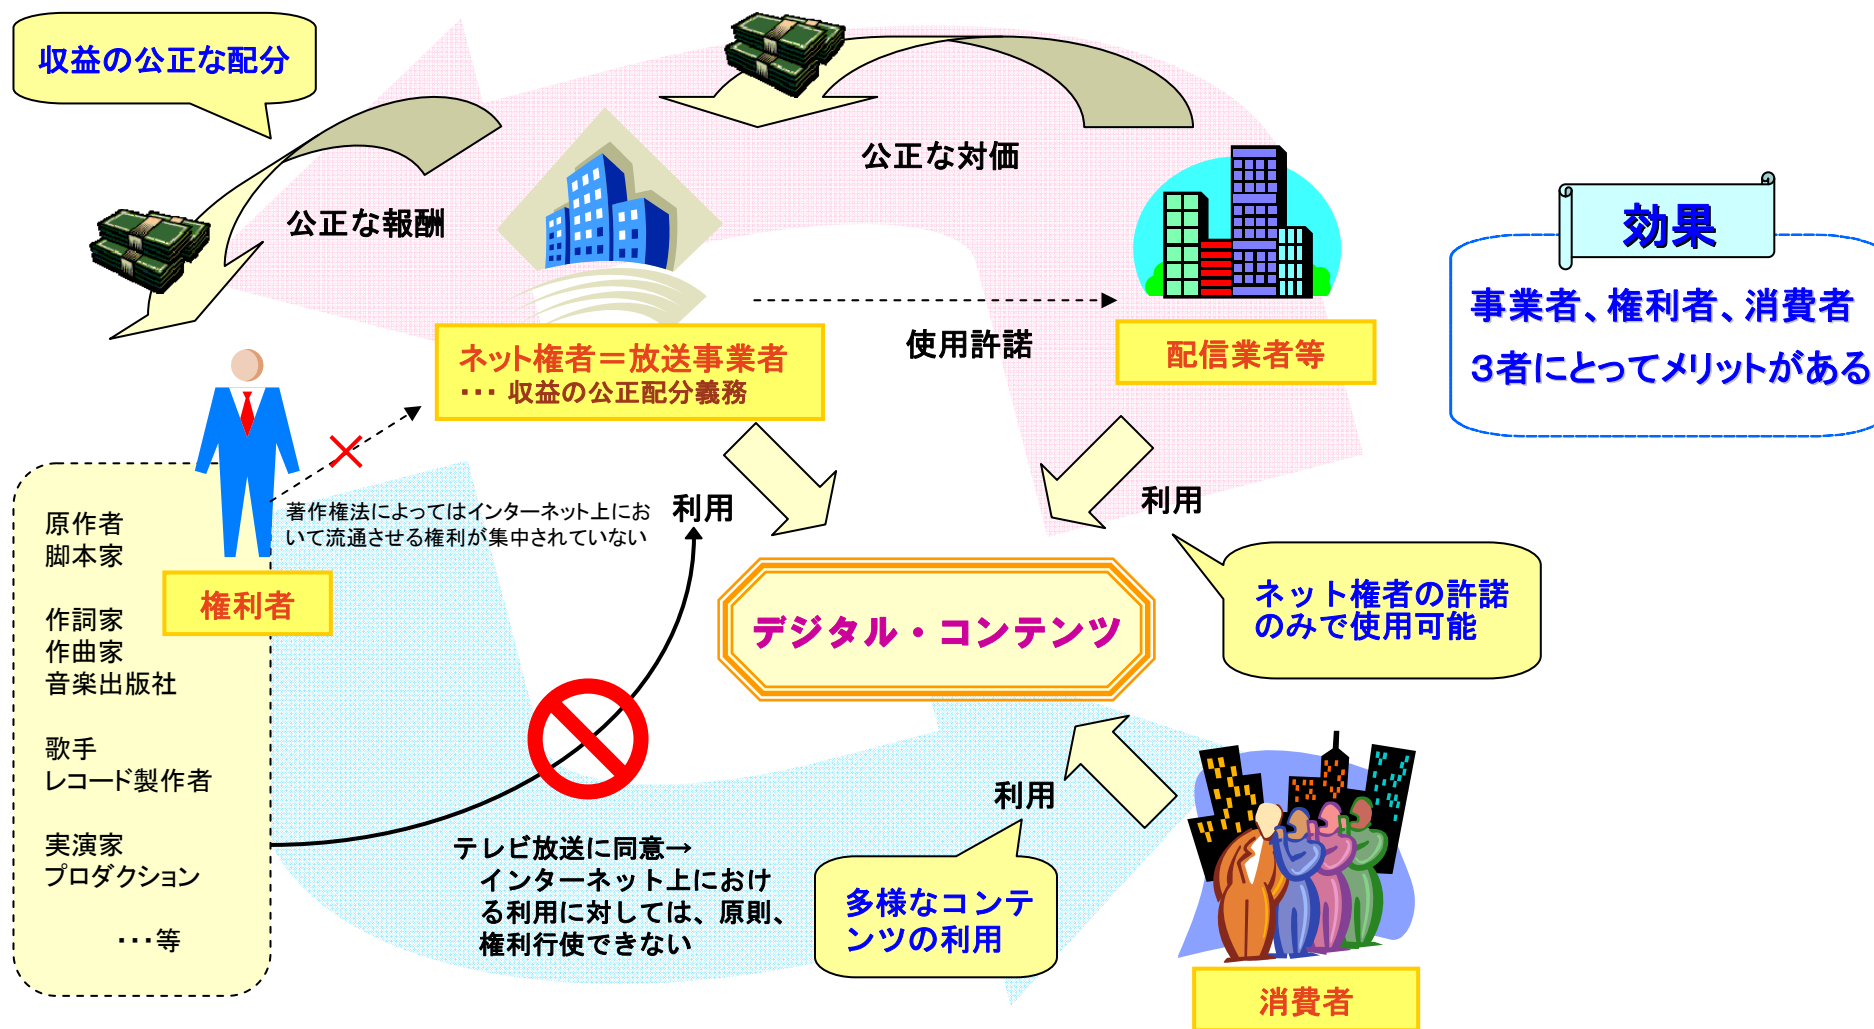 収益の公正な配分
公正な対価
公正な報酬
効果
事業者、権利者、消費者
3者にとってメリットがある
使用許諾
ネット権者＝放送事業者
・・・ 収益の公正配分義務
配信業者等
利用
利用
著作権法によってはインターネット上にお
いて流通させる権利が集中されていない
原作者
脚本家
権利者
作詞家
作曲家
音楽出版社
歌手
レコード製作者
実演家
プロダクション
・・・等
デジタル・コンテンツ
ネット権者の許諾
のみで使用可能
利用
テレビ放送に同意→
インターネット上におけ
る利用に対しては、原則、
権利行使できない
多様なコンテ
ンツの利用
消費者